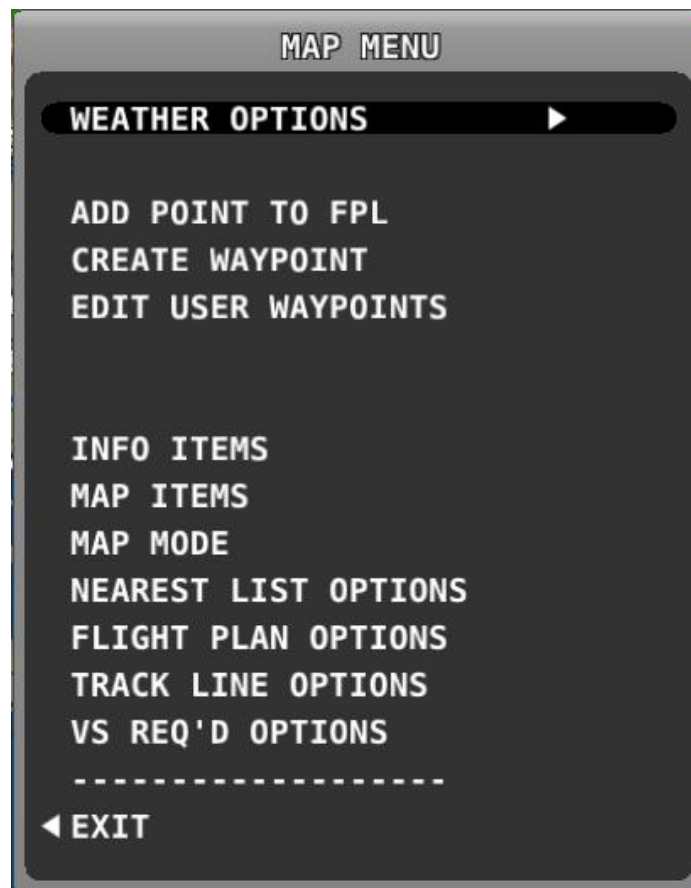 MAP MENU
WEATHER OPTIONS ▶
ADD POINT TO FPL
CREATE WAYPOINT
EDIT USER WAYPOINTS
INFO ITEMS
MAP ITEMS
MAP MODE
NEAREST LIST OPTIONS
FLIGHT PLAN OPTIONS
TRACK LINE OPTIONS
VS REQ'D OPTIONS
-------------------
◀ EXIT